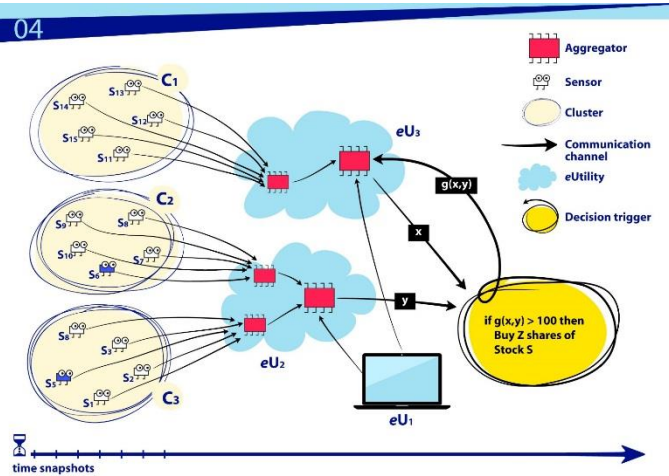 04
Aggregator
Sensor
Cluster
Communication
channel
eUtility
Decision trigger
C1
S13
S14
S12
S15
S11
eU3
g(x,y)
x
C2
S9
S8
S10
S7
S6
y
if g(x,y) > 100 then
Buy Z shares of
Stock S
eU2
S8
S3
S5
S2
S1
C3
eU1
time snapshots